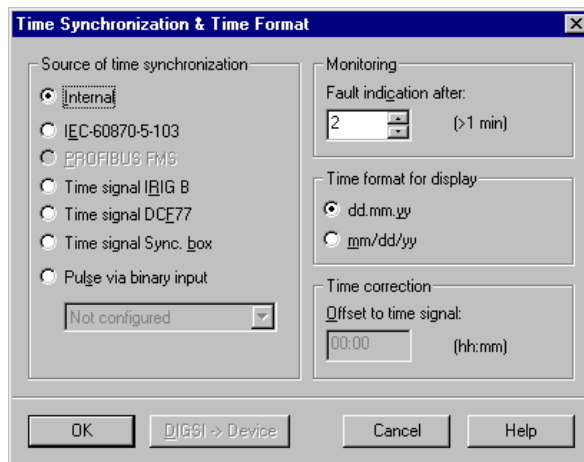 Time Synchronization & Time Format
Source of time synchronization
Internal
IEC-60870-5-103
PROFIBUS FMS
Time signal IRIG B
Time signal DCF77
Time signal Sync. box
Pulse via binary input
Not configured
Monitoring
Fault indication after:
2 (>1 min)
Time format for display
dd.mm.yy
mm/dd/yy
Time correction
Offset to time signal:
00:00 (hh:mm)
OK
DIGSI -> Device
Cancel
Help